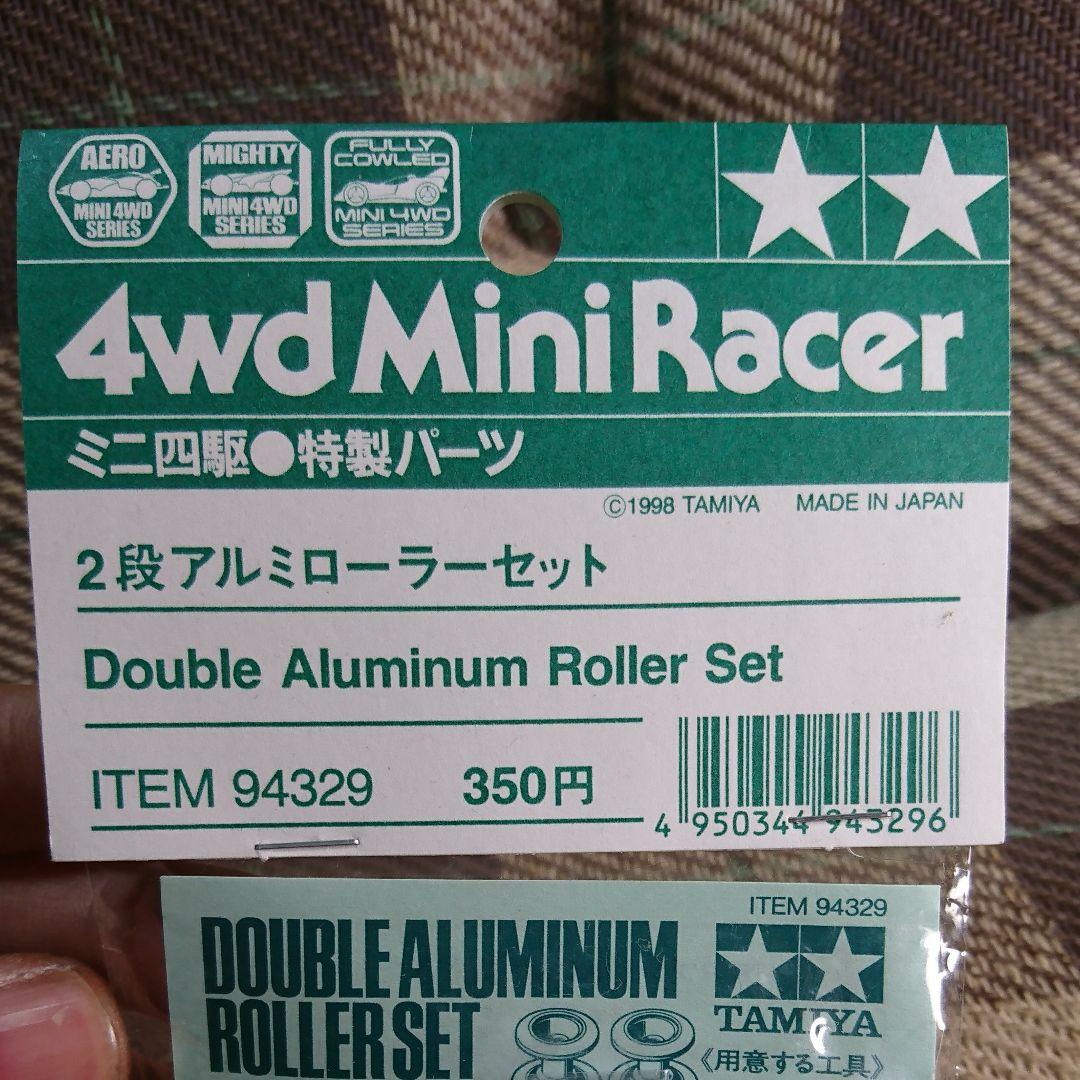 AERO
MINI 4WD
SERIES
MIGHTY
MINI 4WD
SERIES
FULLY
COWLED
MINI 4WD
SERIES
4wd Mini Racer
ミニ四駆●特製パーツ
©1998 TAMIYA MADE IN JAPAN
2段アルミローラーセット
Double Aluminum Roller Set
ITEM 94329 350円
4 950344 943296
ITEM 94329
DOUBLE ALUMINUM
ROLLER SET
TAMIYA
《用意する工具》